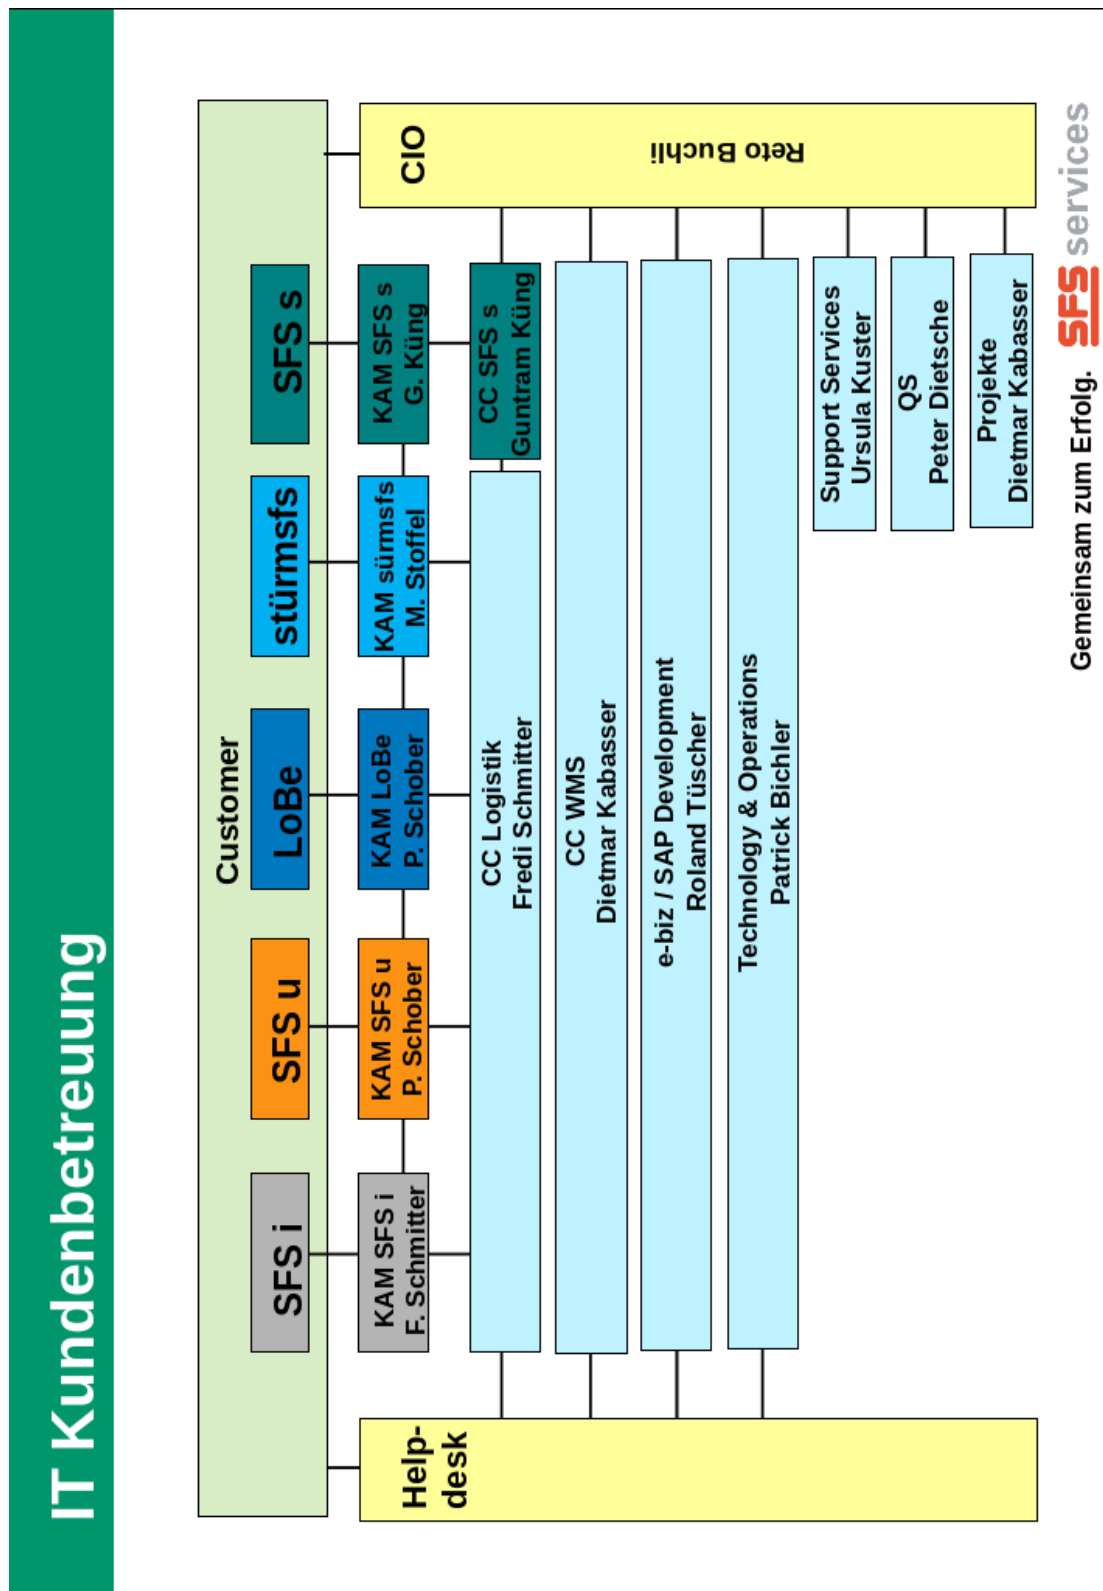 IT Kundenbetreuung
Customer
SFS i
SFS u
LoBe
stürmsfs
SFS s
Help-
desk
KAM SFS i
F. Schmitter
KAM SFS u
P. Schober
KAM LoBe
P. Schober
KAM sürmsfs
M. Stoffel
KAM SFS s
G. Küng
CIO
Reto Buchli
CC Logistik
Fredi Schmitter
CC SFS s
Guntram Küng
CC WMS
Dietmar Kabasser
e-biz / SAP Development
Roland Tüscher
Technology & Operations
Patrick Bichler
Support Services
Ursula Kuster
QS
Peter Dietsche
Projekte
Dietmar Kabasser
Gemeinsam zum Erfolg. SFS services